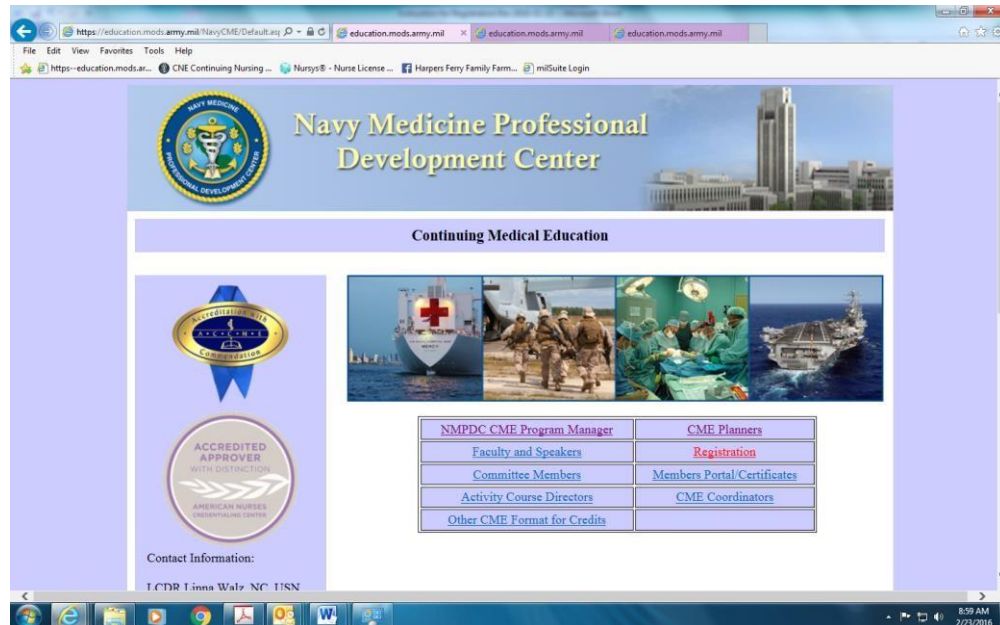 https://education.mods.army.mil/NavyCME/Default.asp
education.mods.army.mil
education.mods.army.mil
education.mods.army.mil
File Edit View Favorites Tools Help
https--education.mods.ar... CNE Continuing Nursing ... Nursys® - Nurse License ... Harpers Ferry Family Farm... milSuite Login
NAVY MEDICINE
PROFESSIONAL DEVELOPMENT CENTER
Navy Medicine Professional
Development Center
Continuing Medical Education
Accreditation with
A·C·C·M·E
Commendation
ACCREDITED
APPROVER
WITH DISTINCTION
AMERICAN NURSES
CREDENTIALING CENTER
MERCY
NMPDC CME Program Manager CME Planners
Faculty and Speakers Registration
Committee Members Members Portal/Certificates
Activity Course Directors CME Coordinators
Other CME Format for Credits
Contact Information:
LCDR Linna Walz, NC, USN
8:59 AM
2/23/2016